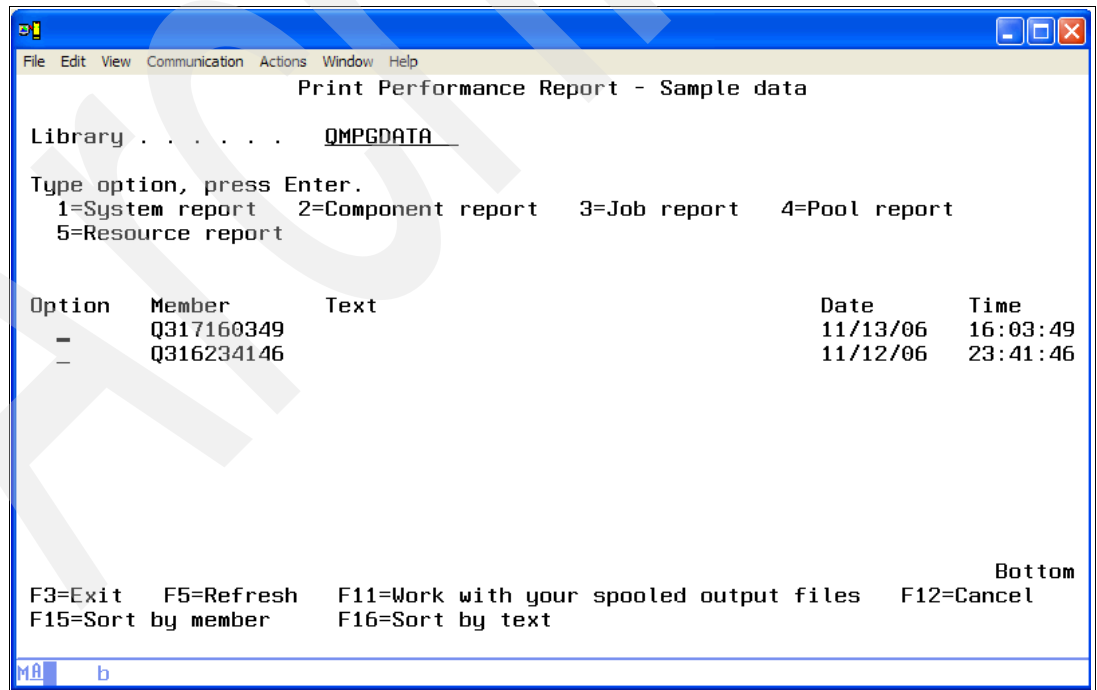 File Edit View Communication Actions Window Help
Print Performance Report - Sample data
Library . . . . . . QMPGDATA
Type option, press Enter.
1=System report 2=Component report 3=Job report 4=Pool report
5=Resource report
Option Member Text Date Time
_ Q317160349 11/13/06 16:03:49
_ Q316234146 11/12/06 23:41:46
Bottom
F3=Exit F5=Refresh F11=Work with your spooled output files F12=Cancel
F15=Sort by member F16=Sort by text
MA b